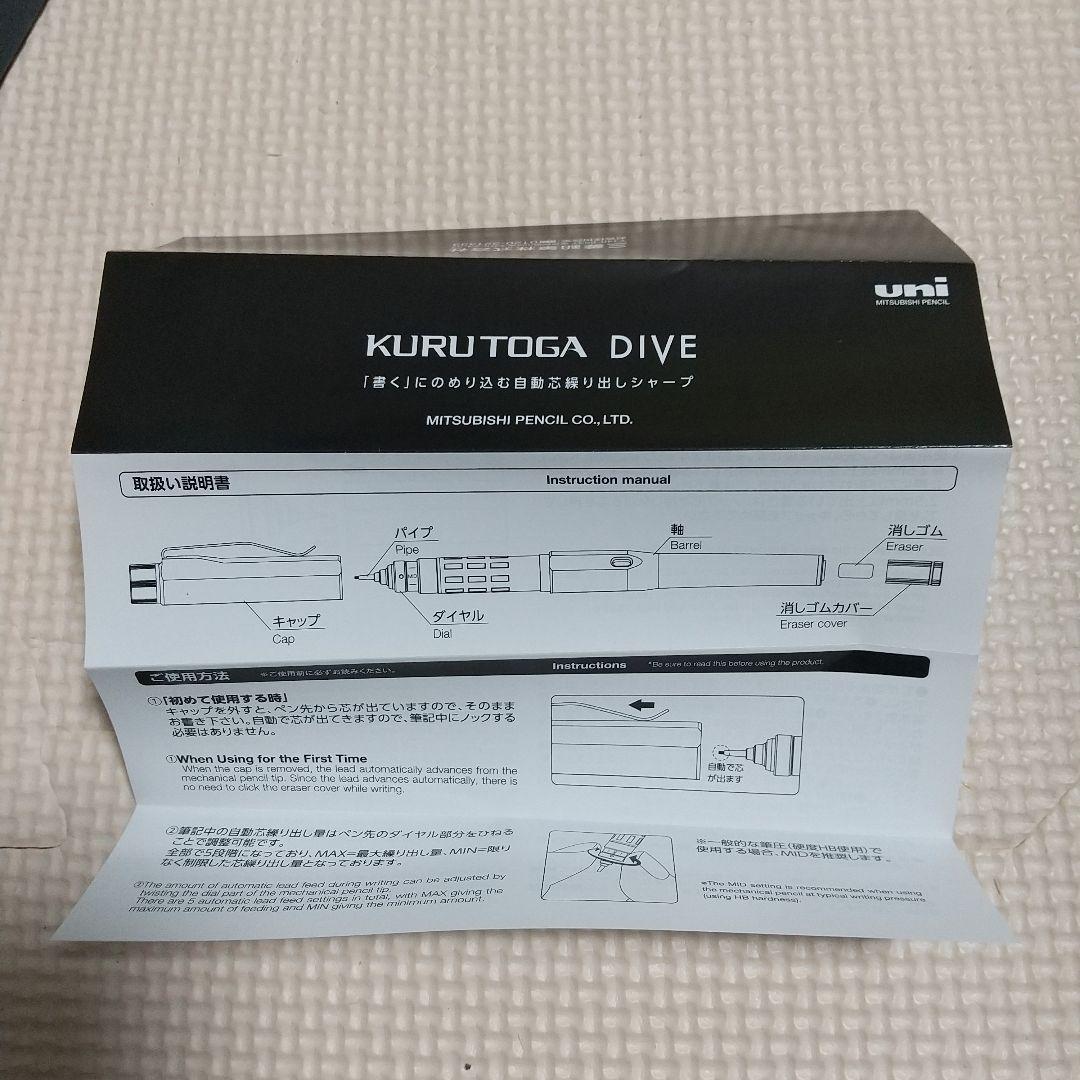 三菱鉛筆株式会社
uni
MITSUBISHI PENCIL
KURUTOGA DIVE
「書く」にのめり込む自動芯繰り出しシャープ
MITSUBISHI PENCIL CO., LTD.
取扱い説明書 Instruction manual
パイプ
Pipe
軸
Barrel
消しゴム
Eraser
MID
キャップ
Cap
ダイヤル
Dial
消しゴムカバー
Eraser cover
ご使用方法 ※ご使用前に必ずお読みください。 Instructions *Be sure to read this before using the product.
①「初めて使用する時」
キャップを外すと、ペン先から芯が出ていますので、そのまま
お書き下さい。自動で芯が出てきますので、筆記中にノックする
必要はありません。
①When Using for the First Time
When the cap is removed, the lead automatically advances from the
mechanical pencil tip. Since the lead advances automatically, there is
no need to click the eraser cover while writing.
自動で芯
が出ます
②筆記中の自動芯繰り出し量はペン先のダイヤル部分をひねる
ことで調整可能です。
全部で5段階になっており、MAX=最大繰り出し量、MIN=限り
なく制限した芯繰り出し量となっております。
②The amount of automatic lead feed during writing can be adjusted by
twisting the dial part of the mechanical pencil tip.
There are 5 automatic lead feed settings in total, with MAX giving the
maximum amount of feeding and MIN giving the minimum amount.
※一般的な筆圧(硬度HB使用)で
使用する場合、MIDを推奨します。
*The MID setting is recommended when using
the mechanical pencil at typical writing pressure
(using HB hardness).